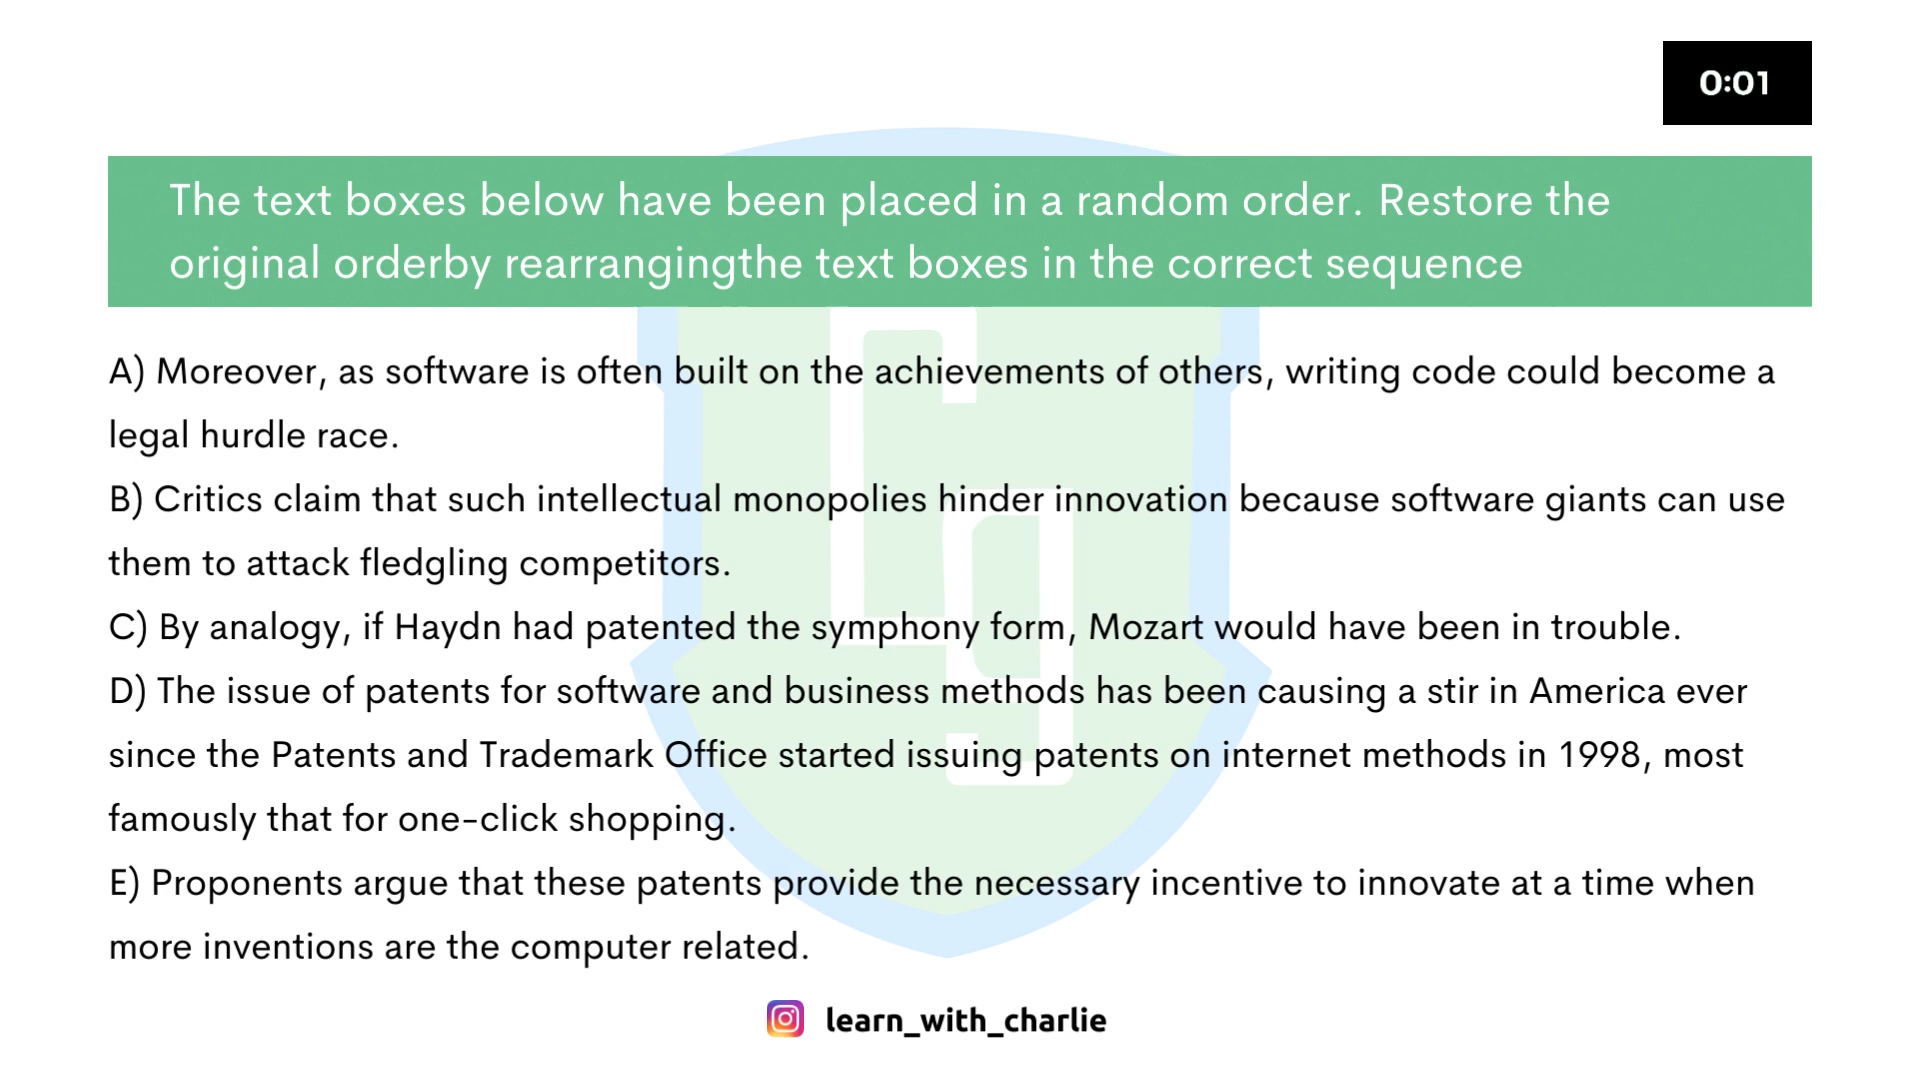 0:01
The text boxes below have been placed in a random order. Restore the
original orderby rearrangingthe text boxes in the correct sequence
A) Moreover, as software is often built on the achievements of others, writing code could become a
legal hurdle race.
B) Critics claim that such intellectual monopolies hinder innovation because software giants can use
them to attack fledgling competitors.
C) By analogy, if Haydn had patented the symphony form, Mozart would have been in trouble.
D) The issue of patents for software and business methods has been causing a stir in America ever
since the Patents and Trademark Office started issuing patents on internet methods in 1998, most
famously that for one-click shopping.
E) Proponents argue that these patents provide the necessary incentive to innovate at a time when
more inventions are the computer related.
learn_with_charlie